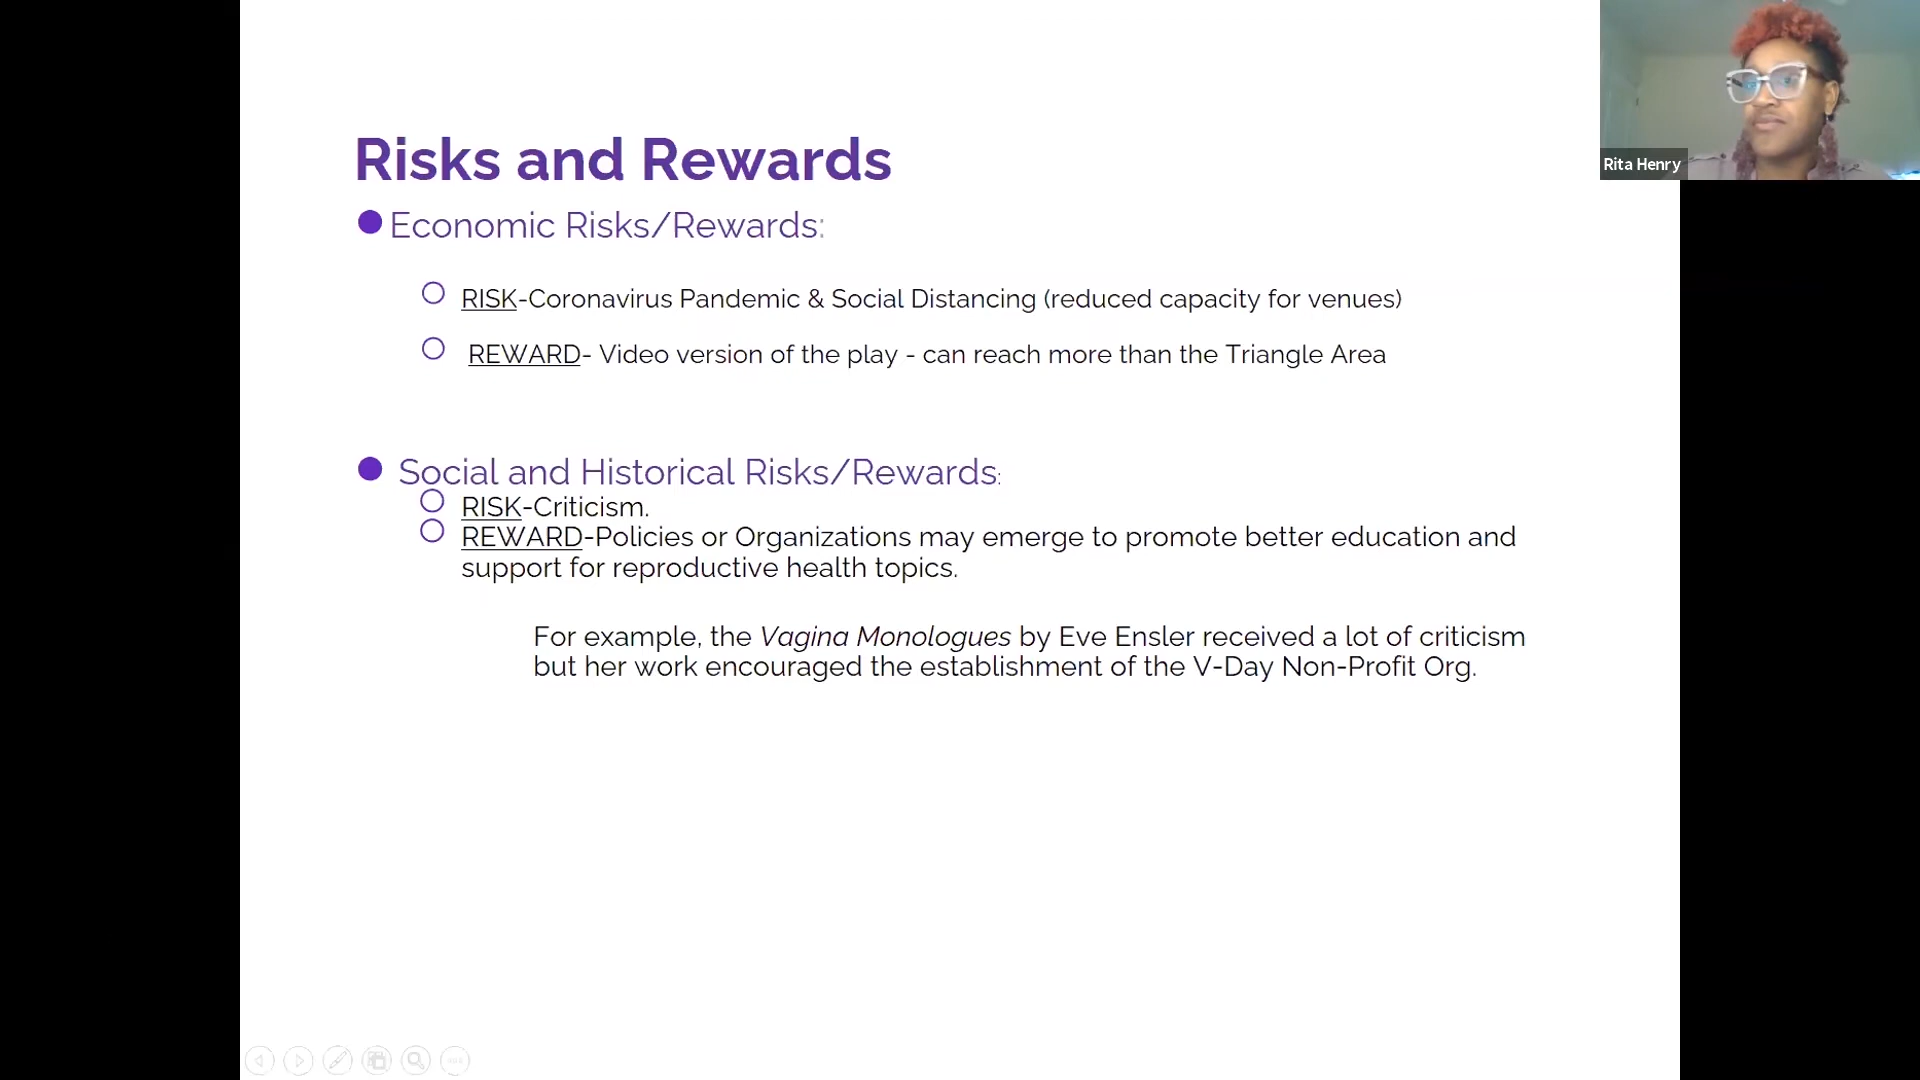 Risks and Rewards
Economic Risks/Rewards:
RISK-Coronavirus Pandemic & Social Distancing (reduced capacity for venues)
REWARD- Video version of the play - can reach more than the Triangle Area
Social and Historical Risks/Rewards:
RISK-Criticism.
REWARD-Policies or Organizations may emerge to promote better education and
support for reproductive health topics.
For example, the Vagina Monologues by Eve Ensler received a lot of criticism
but her work encouraged the establishment of the V-Day Non-Profit Org.
Rita Henry